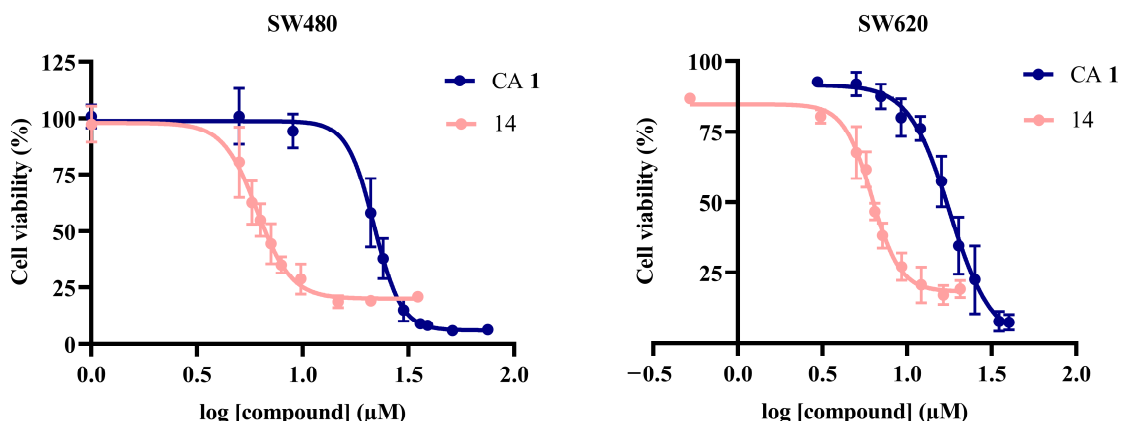 SW480
125
100
75
50
25
0
Cell viability (%)
0.0 0.5 1.0 1.5 2.0
log [compound] (µM)
CA 1
14
SW620
100
75
50
25
Cell viability (%)
−0.5 0.0 0.5 1.0 1.5 2.0
log [compound] (µM)
CA 1
14